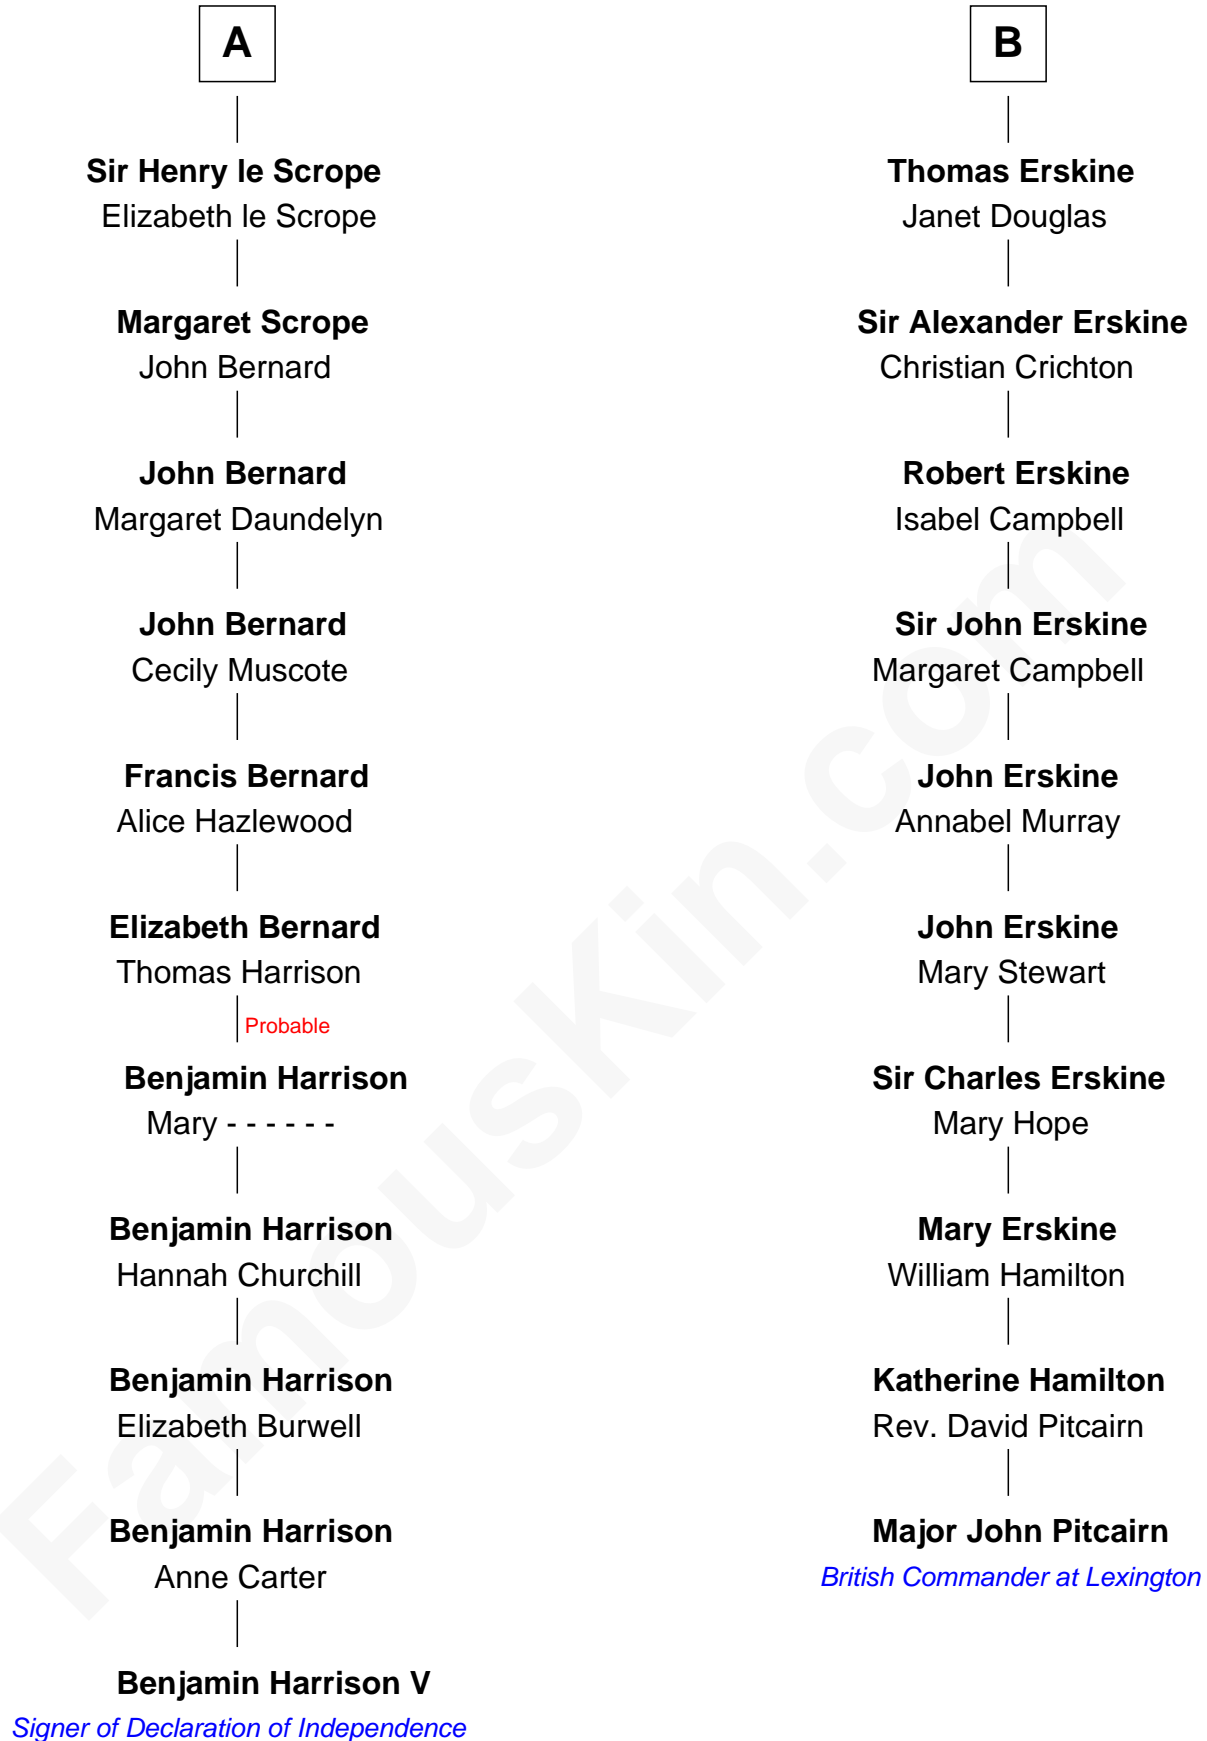 A
Sir Henry le Scrope
Elizabeth le Scrope
Margaret Scrope
John Bernard
John Bernard
Margaret Daundelyn
John Bernard
Cecily Muscote
Francis Bernard
Alice Hazlewood
Elizabeth Bernard
Thomas Harrison
Probable
Benjamin Harrison
Mary - - - - - -
Benjamin Harrison
Hannah Churchill
Benjamin Harrison
Elizabeth Burwell
Benjamin Harrison
Anne Carter
Benjamin Harrison V
Signer of Declaration of Independence
B
Thomas Erskine
Janet Douglas
Sir Alexander Erskine
Christian Crichton
Robert Erskine
Isabel Campbell
Sir John Erskine
Margaret Campbell
John Erskine
Annabel Murray
John Erskine
Mary Stewart
Sir Charles Erskine
Mary Hope
Mary Erskine
William Hamilton
Katherine Hamilton
Rev. David Pitcairn
Major John Pitcairn
British Commander at Lexington
FamousKin.com